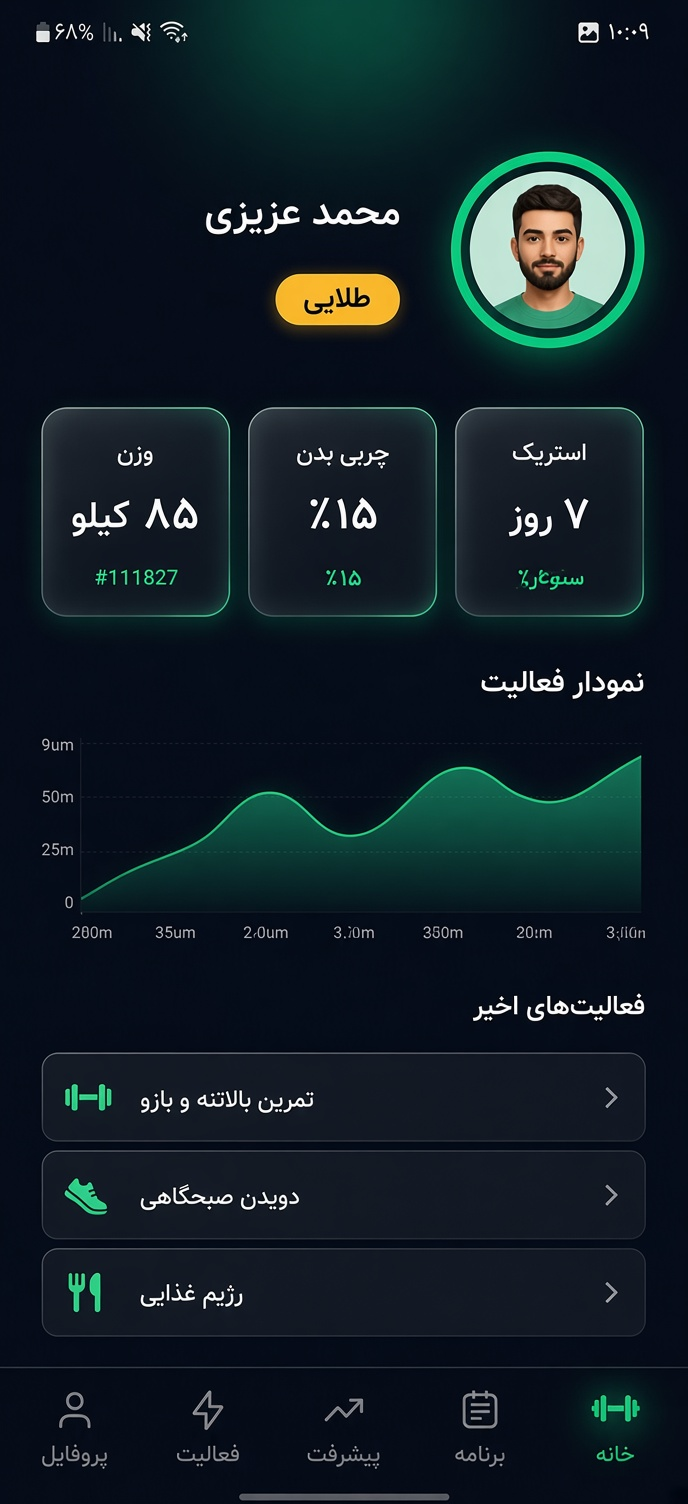 ۱۰:۰۹
۶۸%
محمد عزیزی
طلایی
استریک
۷ روز
چربی بدن
٪۱۵
٪۱۵
وزن
۸۵ کیلو
#111827
نمودار فعالیت
9um
50m
25m
0
35um
20ım
فعالیت‌های اخیر
تمرین بالاتنه و بازو
دویدن صبحگاهی
رژیم غذایی
خانه
برنامه
پیشرفت
فعالیت
پروفایل